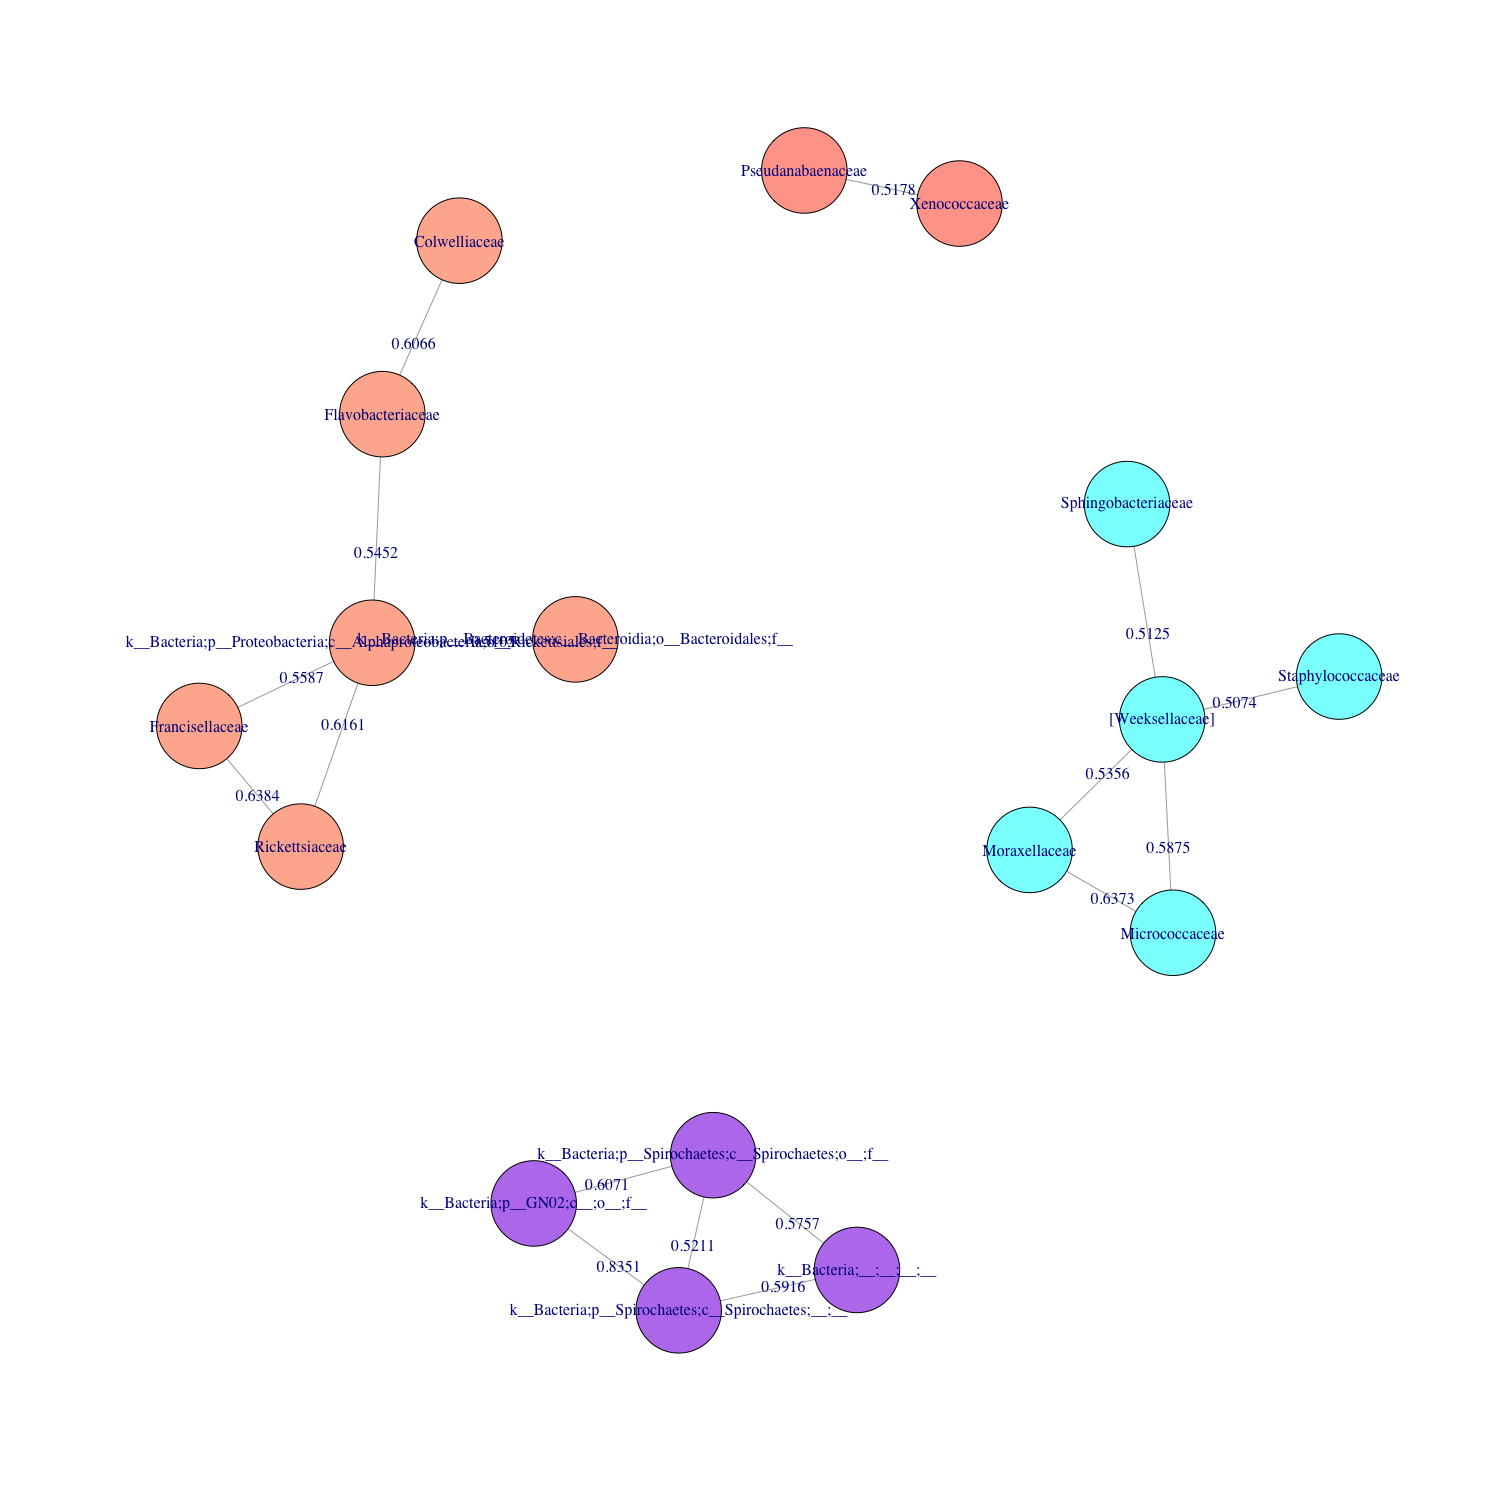 Pseudanabaenaceae
0.5178
Xenococcaceae
Colwelliaceae
0.6066
Flavobacteriaceae
Sphingobacteriaceae
0.5452
0.5125
k__Bacteria;p__Proteobacteria;c__Alphaproteobacteria;o__Rickettsiales;f__
k__Bacteria;p__Bacteroidetes;c__Bacteroidia;o__Bacteroidales;f__
0.5587
Staphylococcaceae
0.5074
[Weeksellaceae]
Francisellaceae
0.6161
0.5356
0.6384
Rickettsiaceae
0.5875
Moraxellaceae
0.6373
Micrococcaceae
k__Bacteria;p__Spirochaetes;c__Spirochaetes;o__;f__
0.6071
k__Bacteria;p__GN02;c__;o__;f__
0.5757
0.5211
0.8351
k__Bacteria;__;__;__;__
0.5916
k__Bacteria;p__Spirochaetes;c__Spirochaetes;__;__